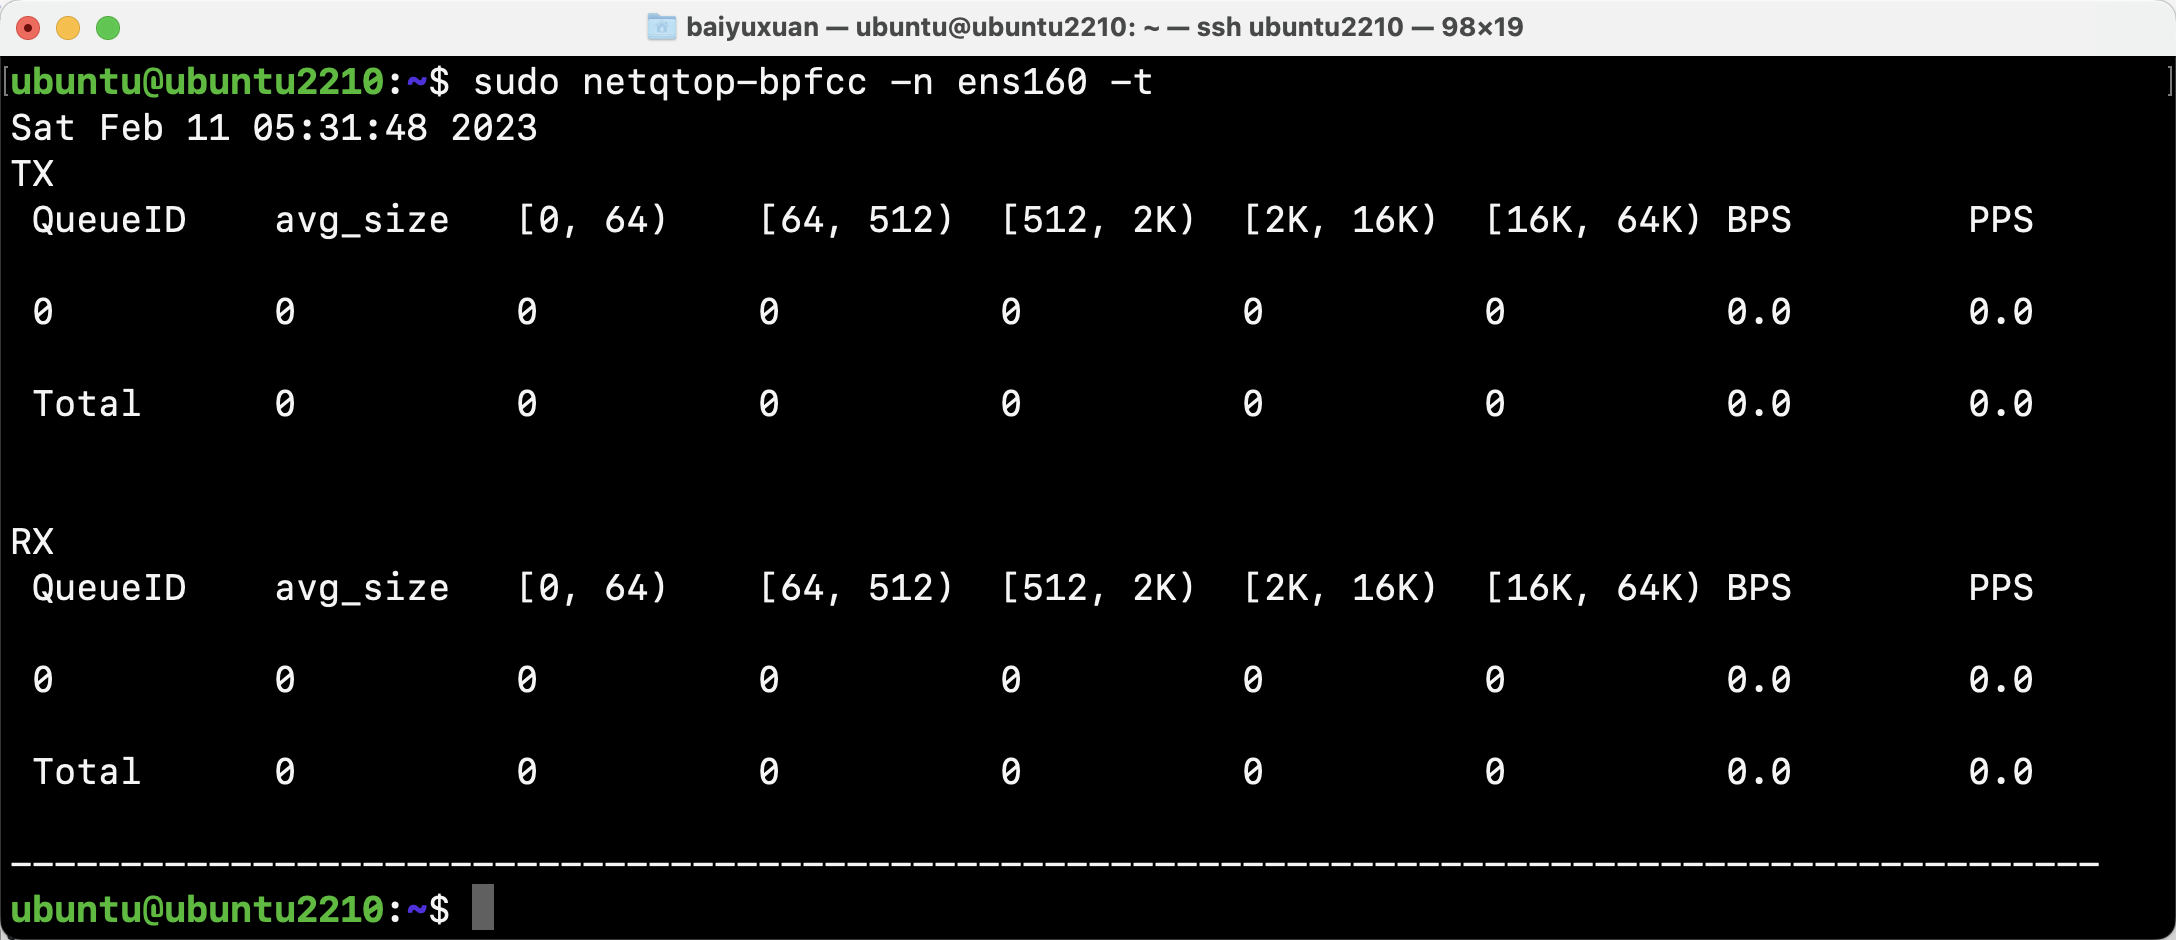 baiyuxuan — ubuntu@ubuntu2210: ~ — ssh ubuntu2210 — 98×19
[ubuntu@ubuntu2210:~$ sudo netqtop-bpfcc -n ens160 -t ]
Sat Feb 11 05:31:48 2023
TX
QueueID avg_size [0, 64) [64, 512) [512, 2K) [2K, 16K) [16K, 64K) BPS PPS
0 0 0 0 0 0 0 0.0 0.0
Total 0 0 0 0 0 0 0.0 0.0
RX
QueueID avg_size [0, 64) [64, 512) [512, 2K) [2K, 16K) [16K, 64K) BPS PPS
0 0 0 0 0 0 0 0.0 0.0
Total 0 0 0 0 0 0 0.0 0.0
-----------------------------------------------------------------------------------------------
ubuntu@ubuntu2210:~$